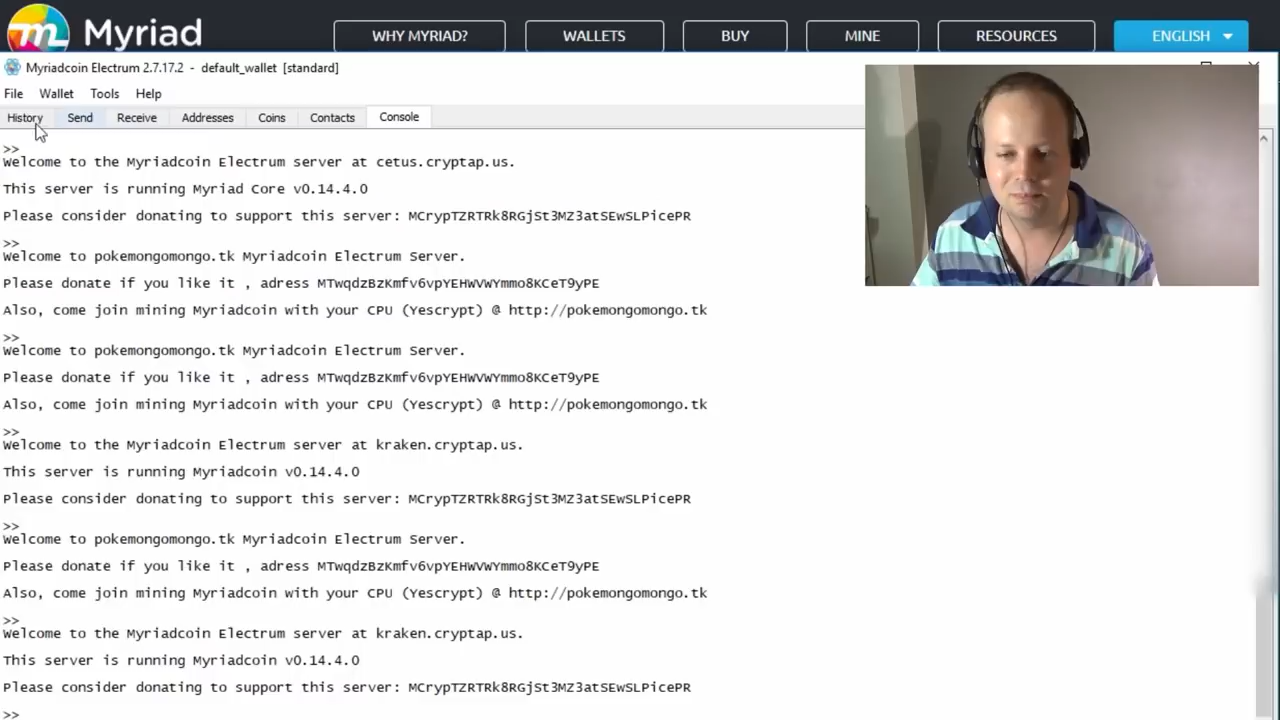 Myriad
WHY MYRIAD?
WALLETS
BUY
MINE
RESOURCES
ENGLISH
Myriadcoin Electrum 2.7.17.2 - default_wallet [standard]
File Wallet Tools Help
History Send Receive Addresses Coins Contacts Console
>>
Welcome to the Myriadcoin Electrum server at cetus.cryptap.us.
This server is running Myriad Core v0.14.4.0
Please consider donating to support this server: MCrypTZRTRk8RGjSt3MZ3atSEwSLPicePR
>>
Welcome to pokemongomongo.tk Myriadcoin Electrum Server.
Please donate if you like it , adress MTwqdzBzKmfv6vpYEHWVWYmmo8KCeT9yPE
Also, come join mining Myriadcoin with your CPU (Yescrypt) @ http://pokemongomongo.tk
>>
Welcome to pokemongomongo.tk Myriadcoin Electrum Server.
Please donate if you like it , adress MTwqdzBzKmfv6vpYEHWVWYmmo8KCeT9yPE
Also, come join mining Myriadcoin with your CPU (Yescrypt) @ http://pokemongomongo.tk
>>
Welcome to the Myriadcoin Electrum server at kraken.cryptap.us.
This server is running Myriadcoin v0.14.4.0
Please consider donating to support this server: MCrypTZRTRk8RGjSt3MZ3atSEwSLPicePR
>>
Welcome to pokemongomongo.tk Myriadcoin Electrum Server.
Please donate if you like it , adress MTwqdzBzKmfv6vpYEHWVWYmmo8KCeT9yPE
Also, come join mining Myriadcoin with your CPU (Yescrypt) @ http://pokemongomongo.tk
>>
Welcome to the Myriadcoin Electrum server at kraken.cryptap.us.
This server is running Myriadcoin v0.14.4.0
Please consider donating to support this server: MCrypTZRTRk8RGjSt3MZ3atSEwSLPicePR
>>